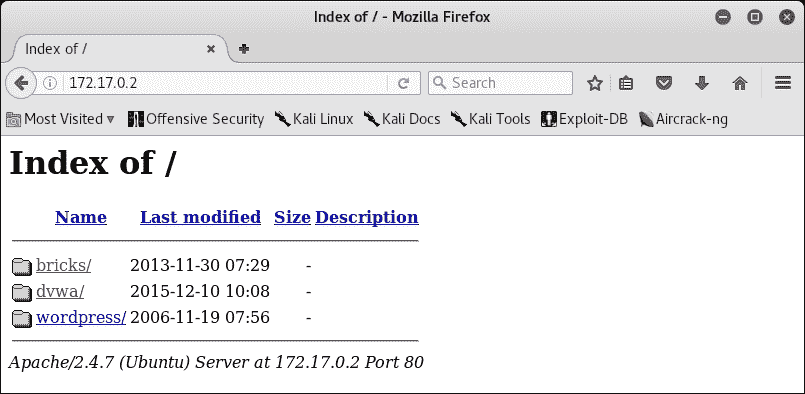 Index of / - Mozilla Firefox
Index of /
172.17.0.2 Search
Most Visited Offensive Security Kali Linux Kali Docs Kali Tools Exploit-DB Aircrack-ng
Index of /
Name Last modified Size Description
bricks/ 2013-11-30 07:29 -
dvwa/ 2015-12-10 10:08 -
wordpress/ 2006-11-19 07:56 -
Apache/2.4.7 (Ubuntu) Server at 172.17.0.2 Port 80